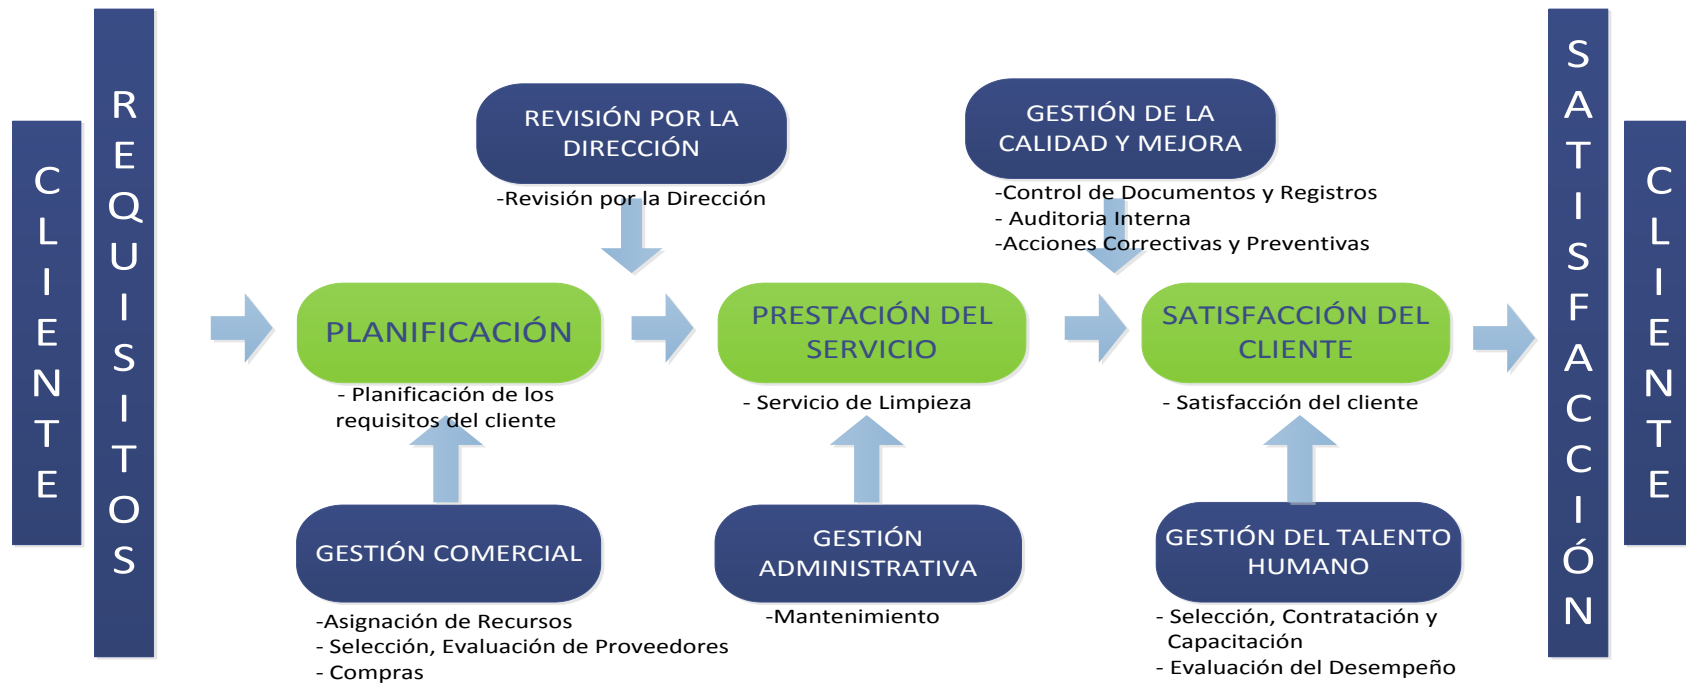 CLIENTE
REQUISITOS
REVISIÓN POR LA
DIRECCIÓN
-Revisión por la Dirección
GESTIÓN DE LA
CALIDAD Y MEJORA
-Control de Documentos y Registros
- Auditoria Interna
-Acciones Correctivas y Preventivas
PLANIFICACIÓN
- Planificación de los
requisitos del cliente
PRESTACIÓN DEL
SERVICIO
- Servicio de Limpieza
SATISFACCIÓN DEL
CLIENTE
- Satisfacción del cliente
GESTIÓN COMERCIAL
-Asignación de Recursos
- Selección, Evaluación de Proveedores
- Compras
GESTIÓN
ADMINISTRATIVA
-Mantenimiento
GESTIÓN DEL TALENTO
HUMANO
- Selección, Contratación y
Capacitación
- Evaluación del Desempeño
SATISFACCIÓN
CLIENTE